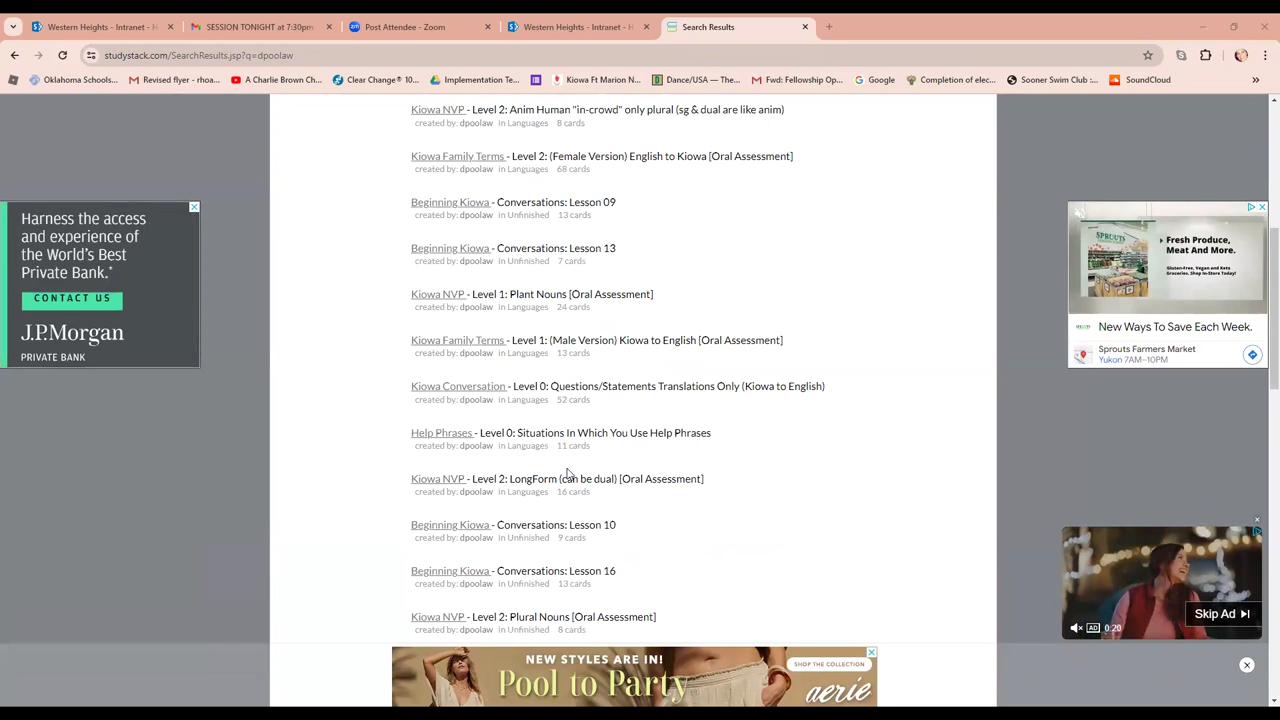 Western Heights - Intranet - H
SESSION TONIGHT at 7:30pm
Post Attendee - Zoom
Western Heights - Intranet - H
Search Results
studystack.com/SearchResults.jsp?q=dpoolaw
Oklahoma Schools...
Revised flyer - rhoa...
A Charlie Brown Ch...
Clear Change® 10...
Implementation Te...
Kiowa Ft Marion N...
Dance/USA — The...
Fwd: Fellowship Op...
Google
Completion of elec...
Sooner Swim Club :...
SoundCloud
Kiowa NVP - Level 2: Anim Human "in-crowd" only plural (sg & dual are like anim)
created by: dpoolaw in Languages 8 cards
Kiowa Family Terms - Level 2: (Female Version) English to Kiowa [Oral Assessment]
created by: dpoolaw in Languages 68 cards
Beginning Kiowa - Conversations: Lesson 09
created by: dpoolaw in Unfinished 13 cards
Beginning Kiowa - Conversations: Lesson 13
created by: dpoolaw in Unfinished 7 cards
Kiowa NVP - Level 1: Plant Nouns [Oral Assessment]
created by: dpoolaw in Languages 24 cards
Kiowa Family Terms - Level 1: (Male Version) Kiowa to English [Oral Assessment]
created by: dpoolaw in Languages 13 cards
Kiowa Conversation - Level 0: Questions/Statements Translations Only (Kiowa to English)
created by: dpoolaw in Languages 52 cards
Help Phrases - Level 0: Situations In Which You Use Help Phrases
created by: dpoolaw in Languages 11 cards
Kiowa NVP - Level 2: LongForm (can be dual) [Oral Assessment]
created by: dpoolaw in Languages 16 cards
Beginning Kiowa - Conversations: Lesson 10
created by: dpoolaw in Unfinished 9 cards
Beginning Kiowa - Conversations: Lesson 16
created by: dpoolaw in Unfinished 13 cards
Kiowa NVP - Level 2: Plural Nouns [Oral Assessment]
created by: dpoolaw in Unfinished 8 cards
Harness the access
and experience of
the World's Best
Private Bank.*
CONTACT US
J.P.Morgan
PRIVATE BANK
SPROUTS
Fresh Produce,
Meat And More.
Gluten-Free, Vegan and Keto
Groceries. Shop In-Store Today!
New Ways To Save Each Week.
Sprouts Farmers Market
Yukon 7AM–10PM
Skip Ad
AD 0:20
NEW STYLES ARE IN!
Pool to Party
SHOP THE COLLECTION
aerie